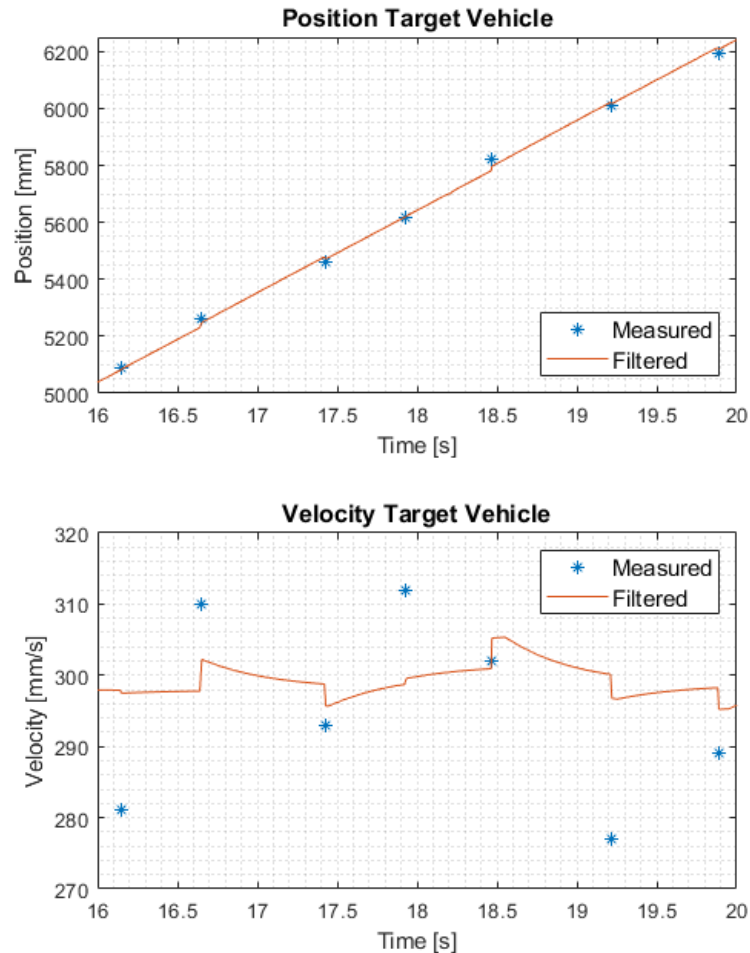 Position Target Vehicle
6200
6000
5800
5600
5400
5200
5000
Position [mm]
Measured
Filtered
16 16.5 17 17.5 18 18.5 19 19.5 20
Time [s]
Velocity Target Vehicle
320
310
300
290
280
270
Velocity [mm/s]
Measured
Filtered
16 16.5 17 17.5 18 18.5 19 19.5 20
Time [s]